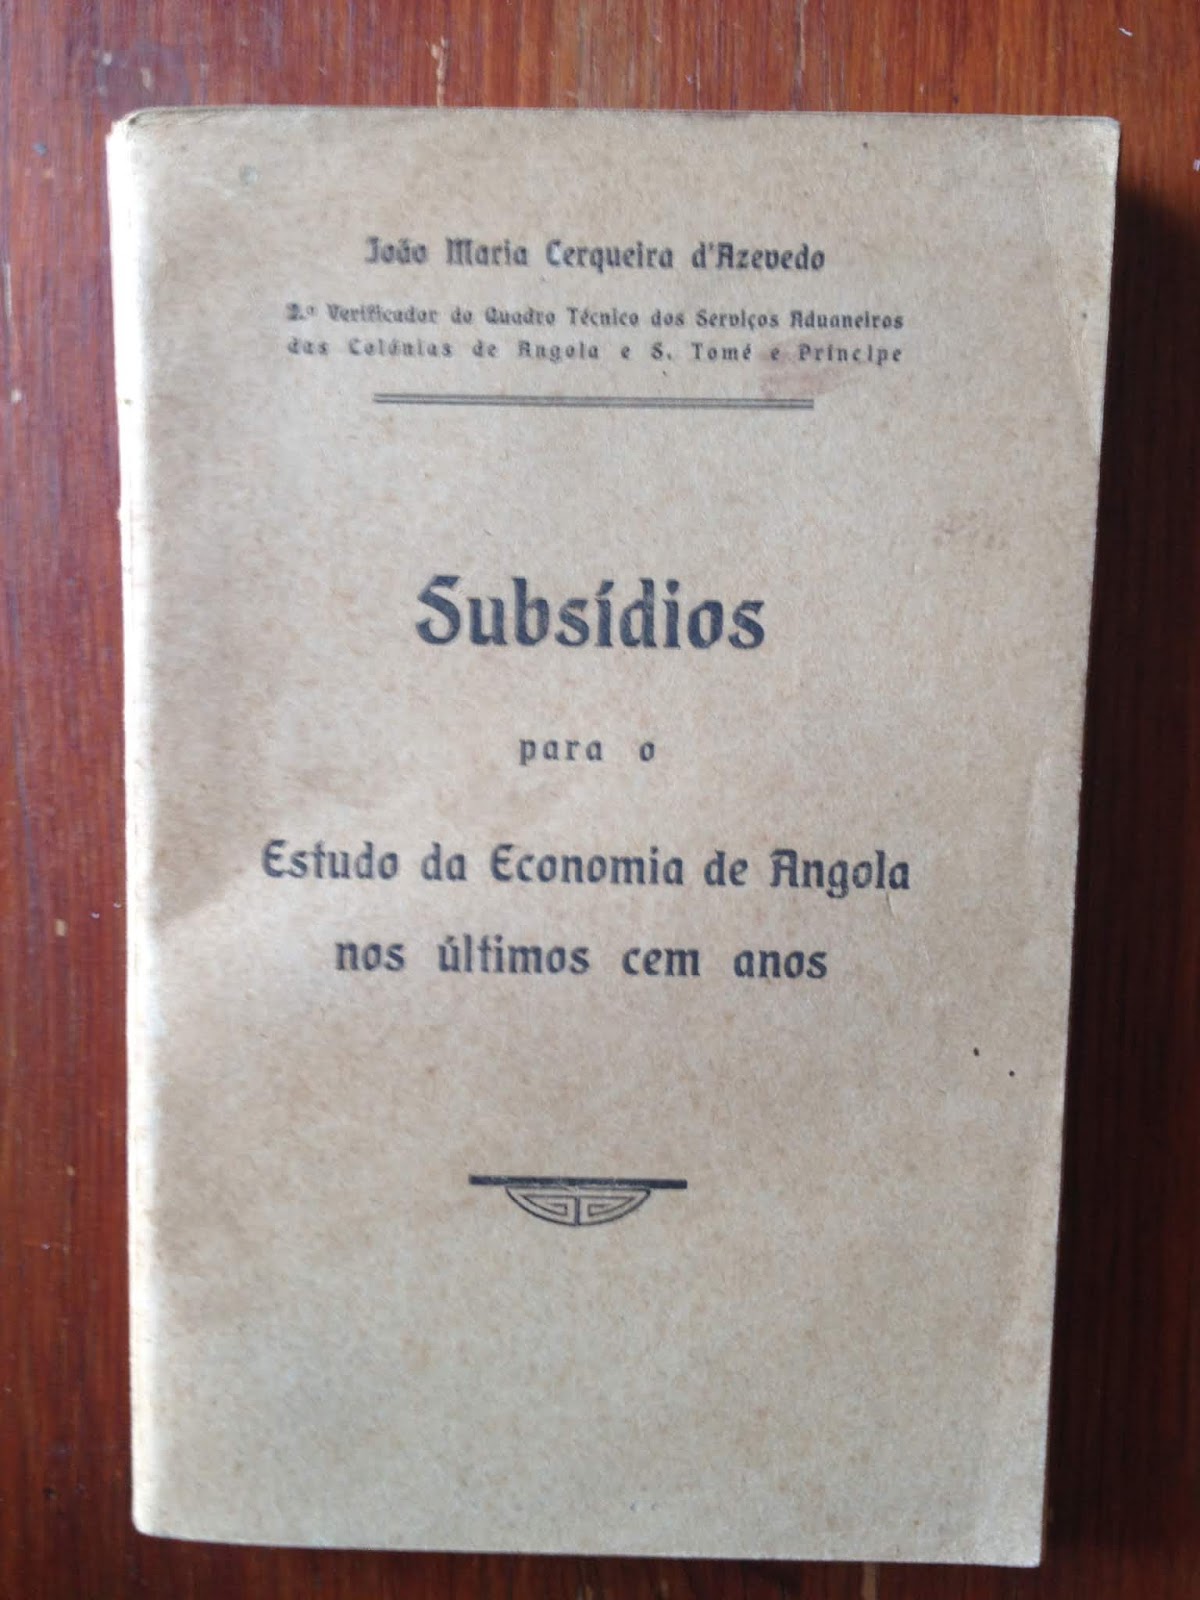 João Maria Cerqueira d'Azevedo
2.º Verificador do Quadro Técnico dos Serviços Aduaneiros
das Colónias de Angola e S. Tomé e Príncipe
Subsídios
para o
Estudo da Economia de Angola
nos últimos cem anos